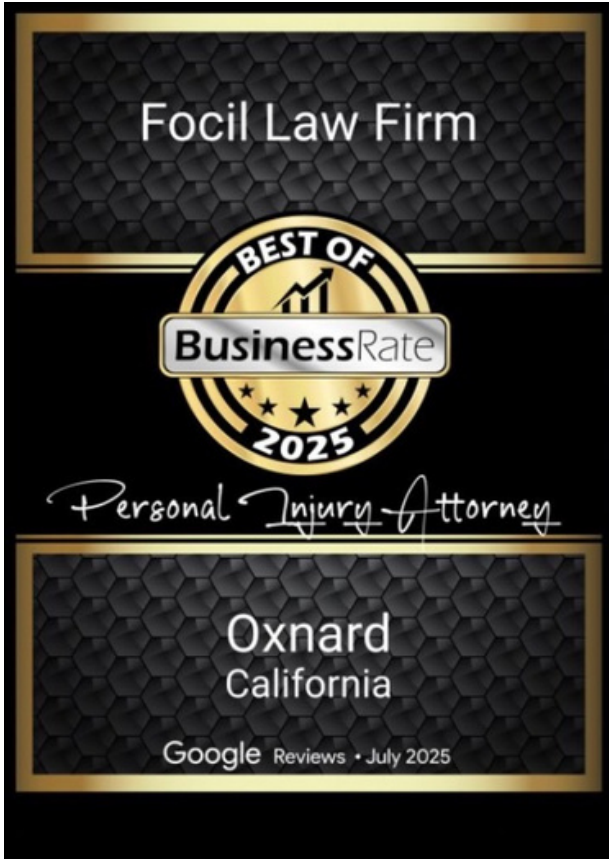 Focil Law Firm
BEST OF
BusinessRate
2025
Personal Injury Attorney
Oxnard
California
Google Reviews • July 2025